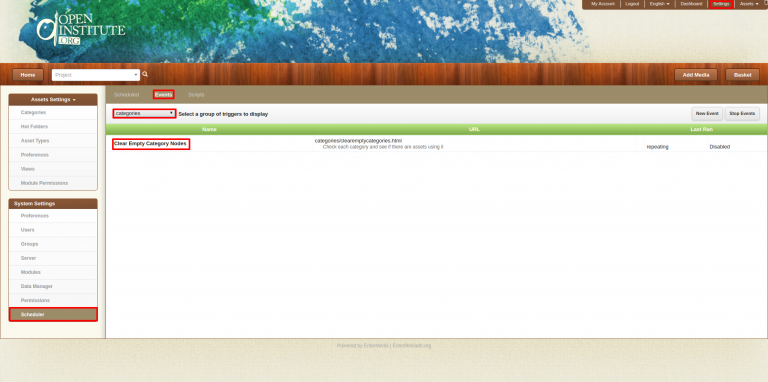 My Account Logout English Dashboard Settings Assets
OPEN
INSTITUTE
.ORG
Home Project Add Media Basket
Assets Settings
Categories
Hot Folders
Asset Types
Preferences
Views
Module Permissions
System Settings
Preferences
Users
Groups
Server
Modules
Data Manager
Permissions
Scheduler
Scheduled Events Scripts
categories Select a group of triggers to display New Event Stop Events
Name URL Last Ran
Clear Empty Category Nodes categories/clearemptycategories.html
Check each category and see if there are assets using it repeating Disabled
Powered by EnterMedia | EnterMediaDB.org